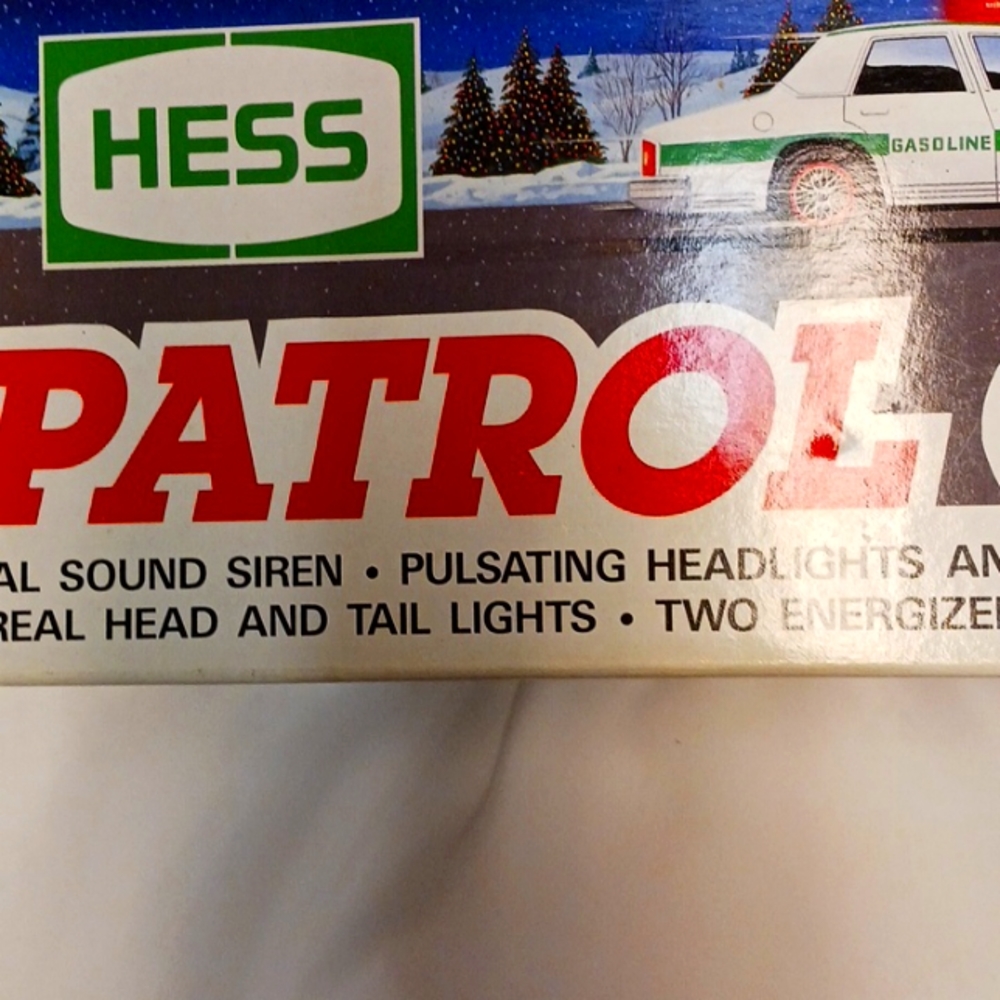 HESS
GASOLINE
PATROL
AL SOUND SIREN • PULSATING HEADLIGHTS AN
REAL HEAD AND TAIL LIGHTS • TWO ENERGIZE